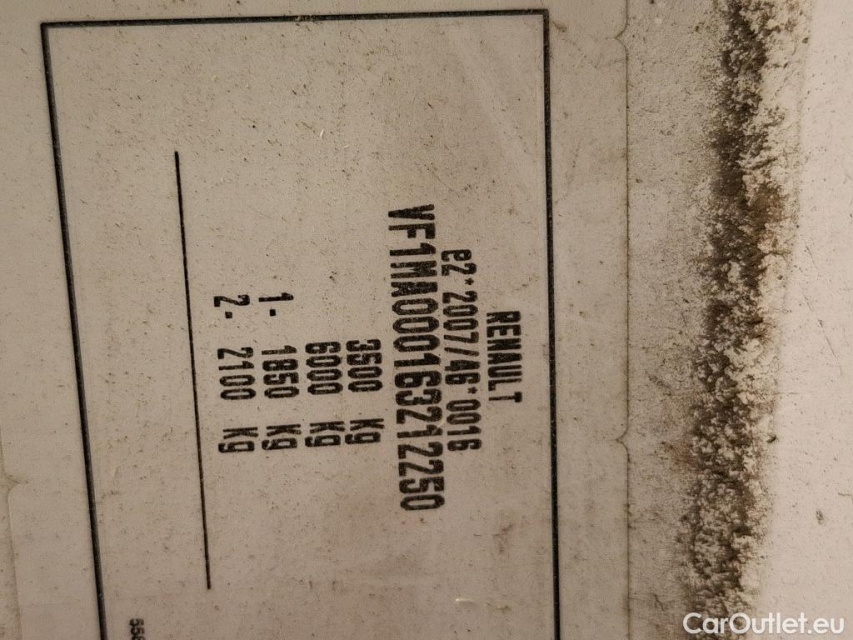 RENAULT
e2*2007/46*0016
VF1MA000163212250
3500 Kg
6000 Kg
1- 1850 Kg
2- 2100 Kg
CarOutlet.eu